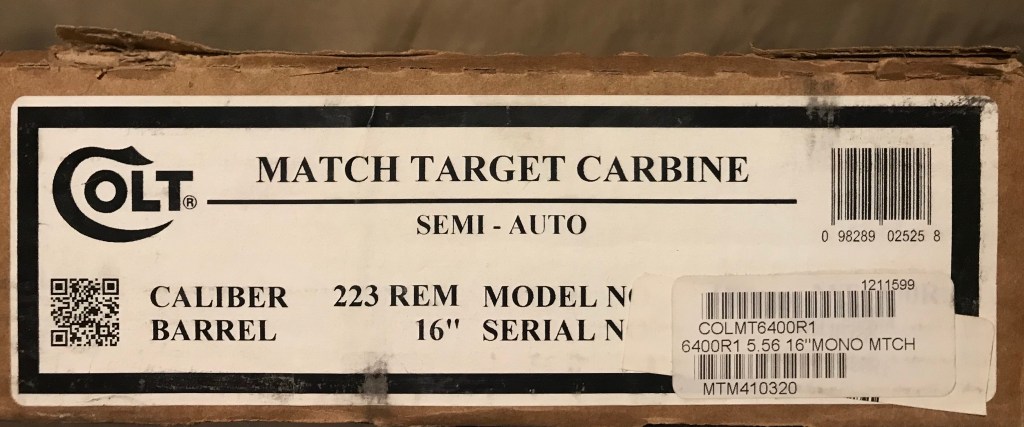 COLT®
MATCH TARGET CARBINE
SEMI - AUTO
0 98289 02525 8
CALIBER 223 REM MODEL N
BARREL 16" SERIAL N
1211599
COLMT6400R1
6400R1 5.56 16"MONO MTCH
MTM410320